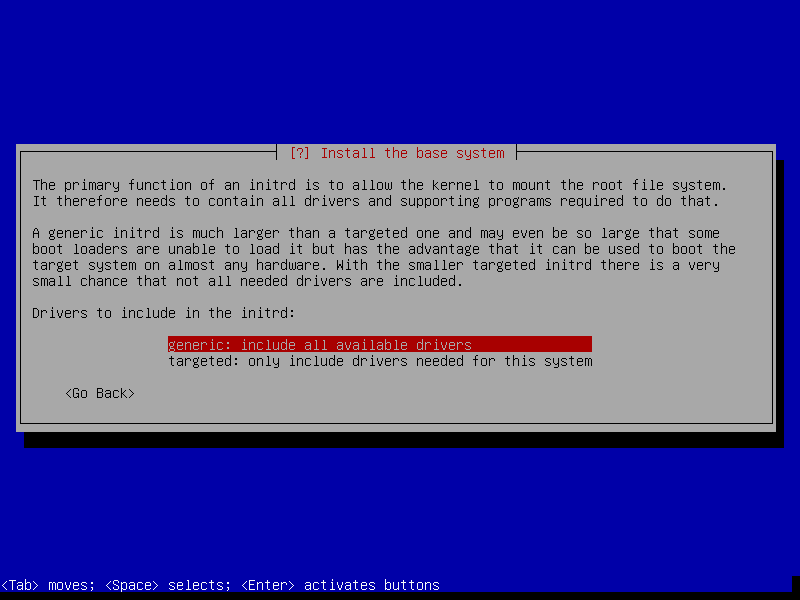 [?] Install the base system
The primary function of an initrd is to allow the kernel to mount the root file system.
It therefore needs to contain all drivers and supporting programs required to do that.
A generic initrd is much larger than a targeted one and may even be so large that some
boot loaders are unable to load it but has the advantage that it can be used to boot the
target system on almost any hardware. With the smaller targeted initrd there is a very
small chance that not all needed drivers are included.
Drivers to include in the initrd:
generic: include all available drivers
targeted: only include drivers needed for this system
<Go Back>
<Tab> moves; <Space> selects; <Enter> activates buttons